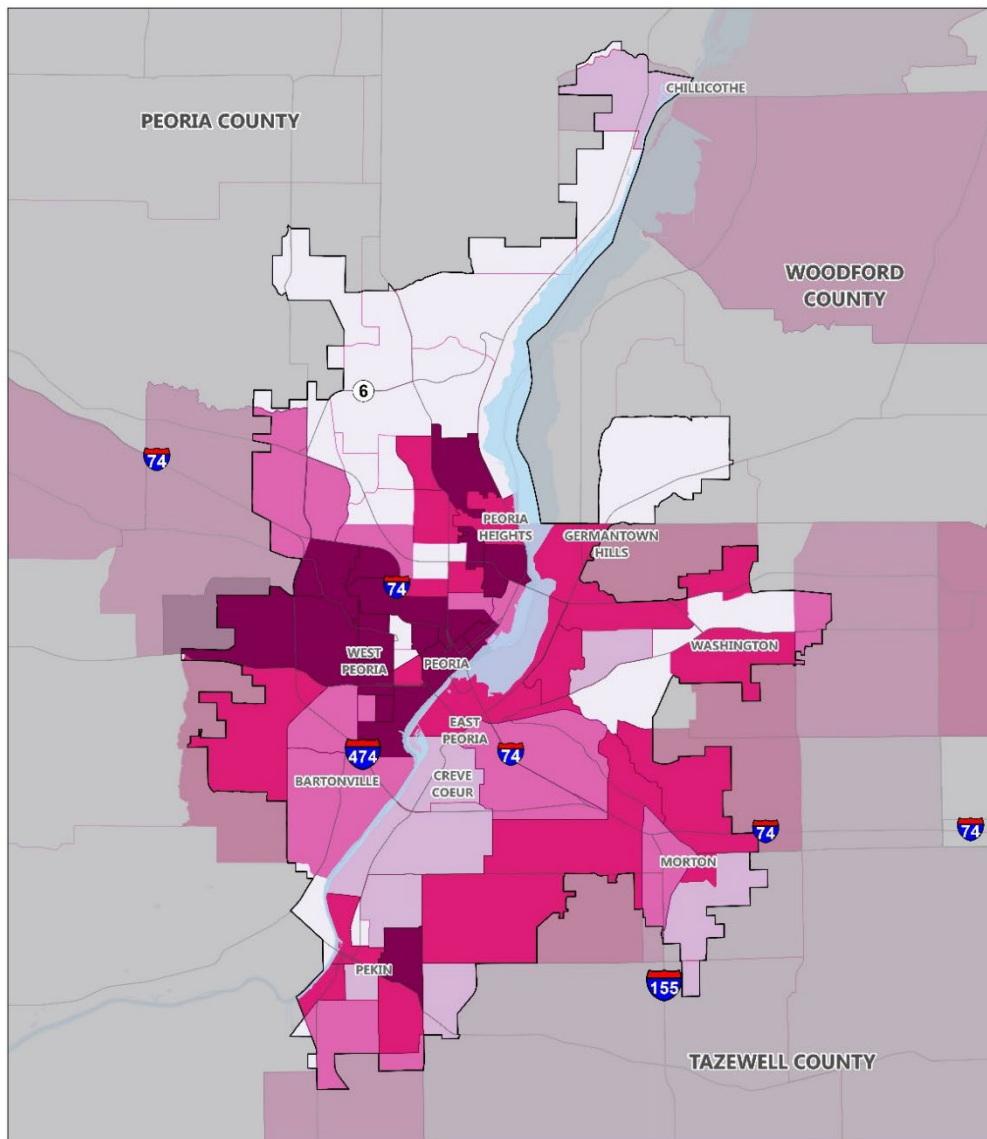 CHILLICOTHE
PEORIA COUNTY
WOODFORD
COUNTY
6
74
PEORIA
HEIGHTS
GERMANTOWN
HILLS
74
WEST
PEORIA
PEORIA
WASHINGTON
EAST
PEORIA
474
74
BARTONVILLE
CREVE
COEUR
74
74
MORTON
PEKIN
155
TAZEWELL COUNTY